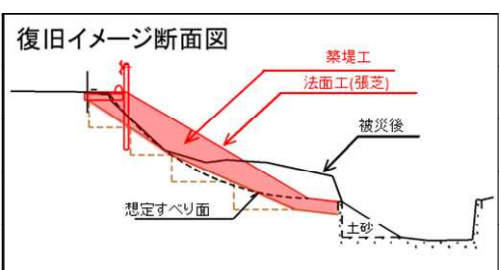 復旧イメージ断面図
築堤工
法面工(張芝)
被災後
想定すべり面
土砂